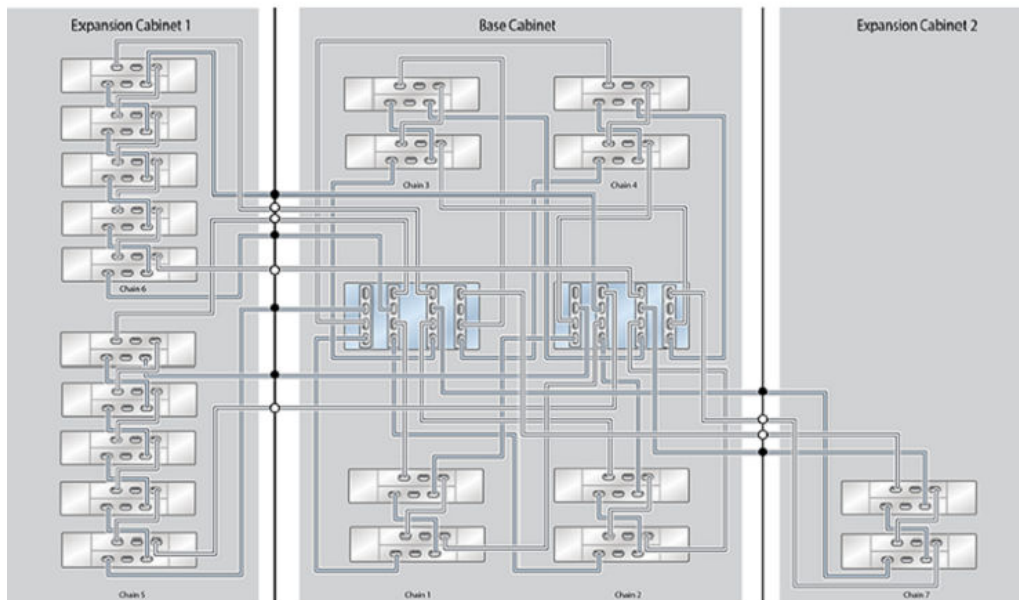 Expansion Cabinet 1
Base Cabinet
Expansion Cabinet 2
Chain 3
Chain 4
Chain 6
Chain 5
Chain 1
Chain 2
Chain 7